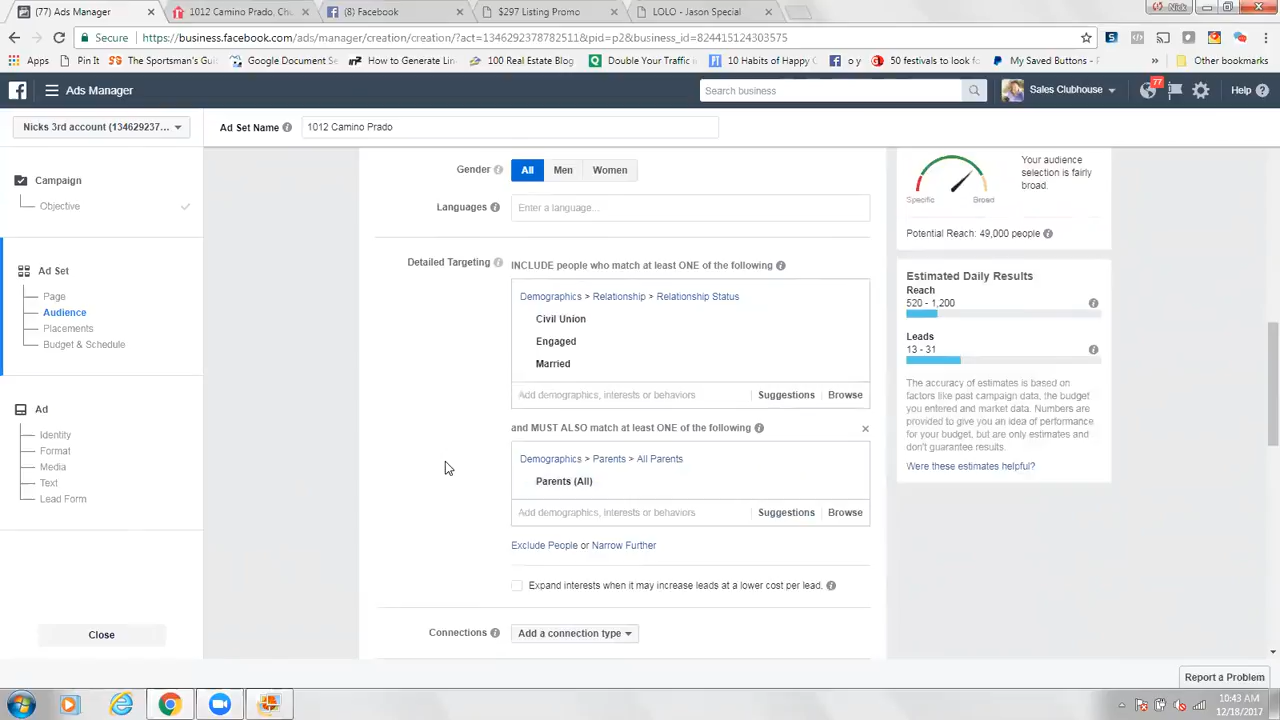 (77) Ads Manager
1012 Camino Prado, Chu
(8) Facebook
$297 Listing Promo
LOLO - Jason Special
Nick
Secure
https://business.facebook.com/ads/manager/creation/creation/?act=1346292378782511&pid=p2&business_id=824415124303575
Apps
Pin It
The Sportsman's Gu
Google Document Se
How to Generate Lin
100 Real Estate Blog
Double Your Traffic
10 Habits of Happy C
o y
50 festivals to look fo
My Saved Buttons - P
Other bookmarks
Ads Manager
Search business
Sales Clubhouse
77
Help
Nicks 3rd account (134629237...
Ad Set Name
1012 Camino Prado
Campaign
Objective
Ad Set
Page
Audience
Placements
Budget & Schedule
Ad
Identity
Format
Media
Text
Lead Form
Close
Gender
All
Men
Women
Languages
Enter a language...
Detailed Targeting
INCLUDE people who match at least ONE of the following
Demographics > Relationship > Relationship Status
Civil Union
Engaged
Married
Add demographics, interests or behaviors
Suggestions
Browse
and MUST ALSO match at least ONE of the following
Demographics > Parents > All Parents
Parents (All)
Add demographics, interests or behaviors
Suggestions
Browse
Exclude People or Narrow Further
Expand interests when it may increase leads at a lower cost per lead.
Connections
Add a connection type
Specific
Broad
Your audience
selection is fairly
broad.
Potential Reach: 49,000 people
Estimated Daily Results
Reach
520 - 1,200
Leads
13 - 31
The accuracy of estimates is based on
factors like past campaign data, the budget
you entered and market data. Numbers are
provided to give you an idea of performance
for your budget, but are only estimates and
don't guarantee results.
Were these estimates helpful?
Report a Problem
10:43 AM
12/18/2017